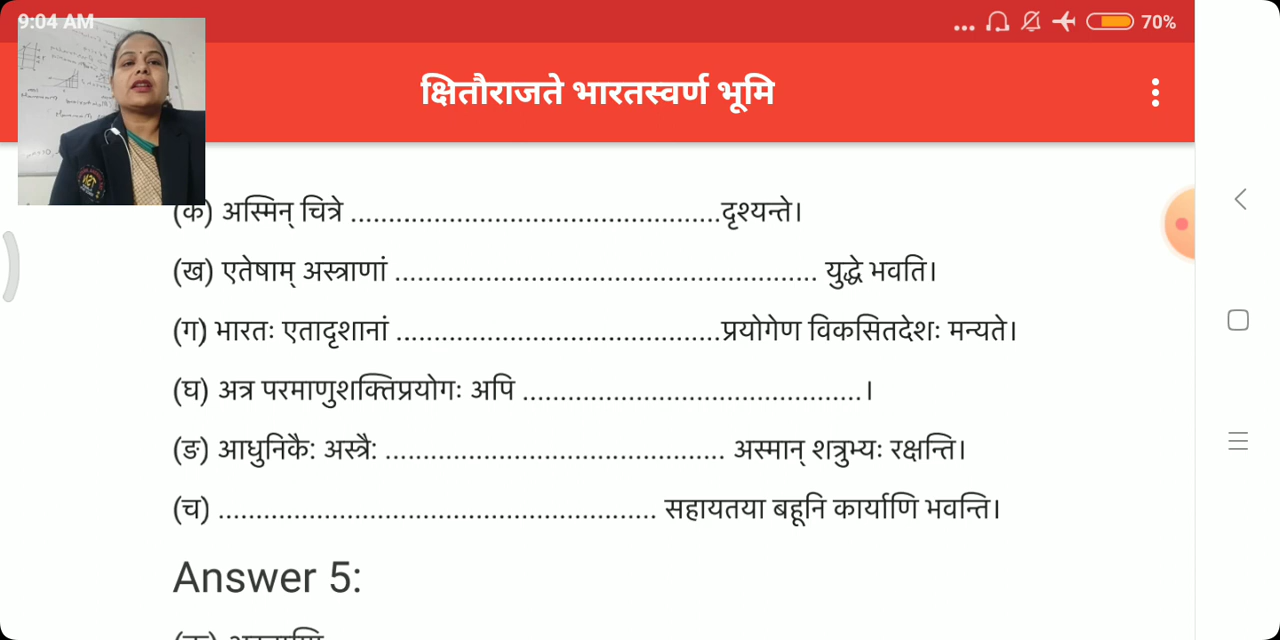 9:04 AM
70%
क्षितौराजते भारतस्वर्ण भूमि
(क) अस्मिन् चित्रे .................................................दृश्यन्ते।
(ख) एतेषाम् अस्त्राणां ........................................................ युद्धे भवति।
(ग) भारतः एतादृशानां ...........................................प्रयोगेण विकसितदेशः मन्यते।
(घ) अत्र परमाणुशक्तिप्रयोगः अपि .............................................।
(ङ) आधुनिकै: अस्त्रै: ............................................. अस्मान् शत्रुभ्यः रक्षन्ति।
(च) .......................................................... सहायतया बहूनि कार्याणि भवन्ति।
Answer 5: